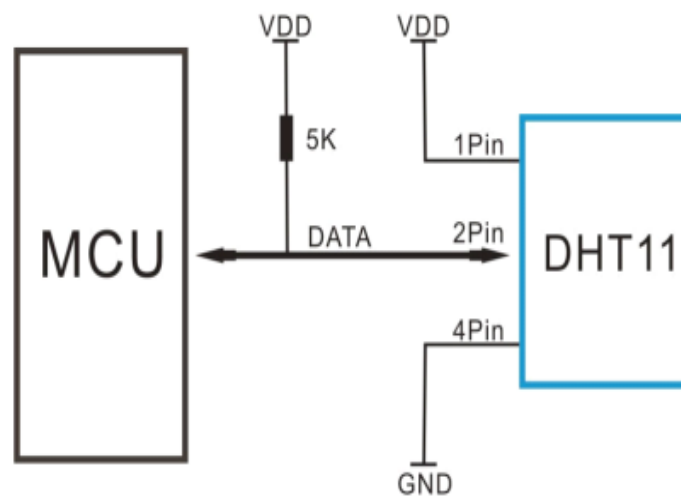 VDD
VDD
5K
1Pin
MCU
DATA
2Pin
DHT11
4Pin
GND